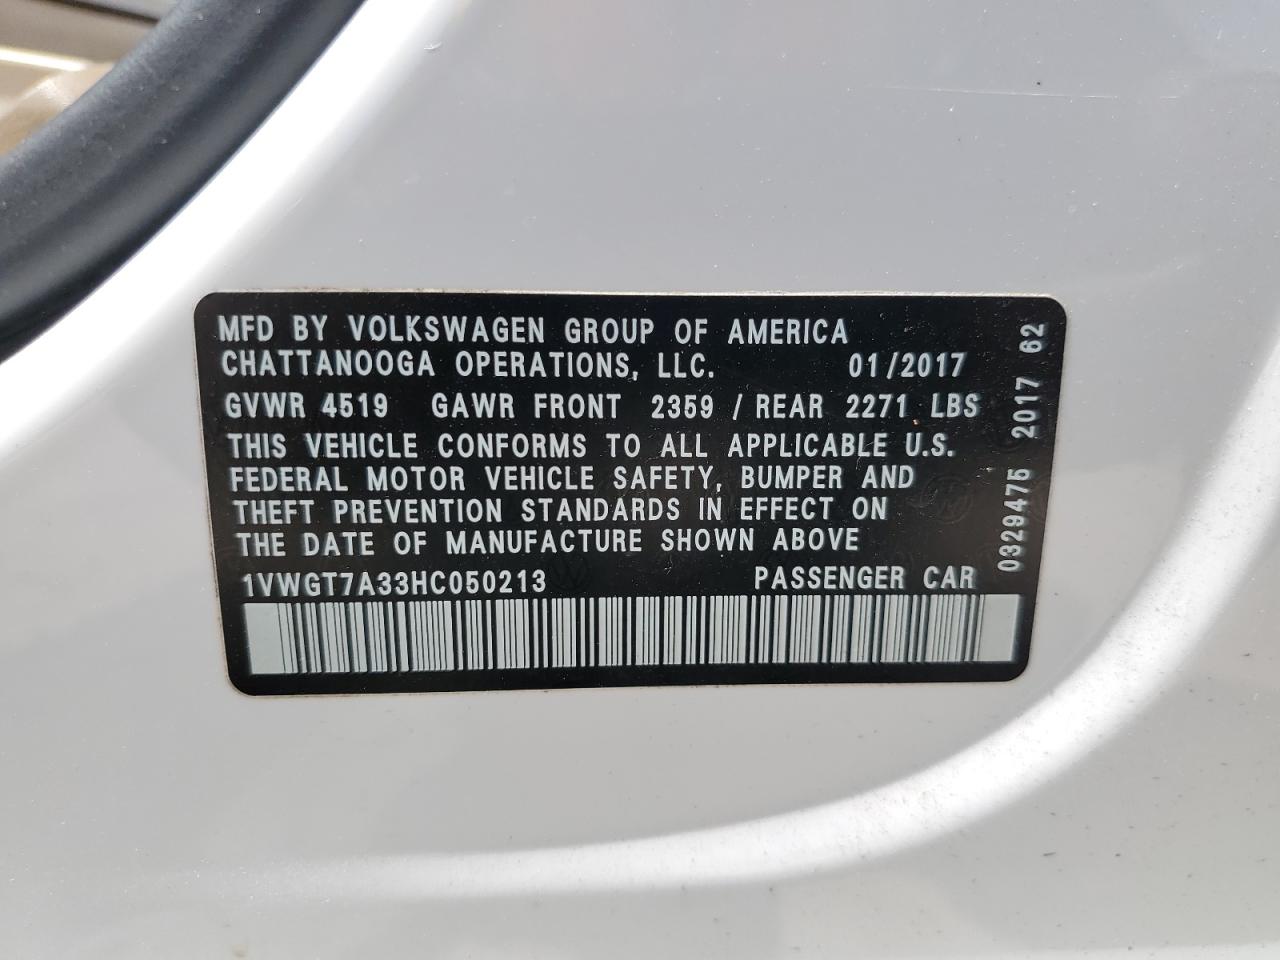 MFD BY VOLKSWAGEN GROUP OF AMERICA
CHATTANOOGA OPERATIONS, LLC. 01/2017
GVWR 4519 GAWR FRONT 2359 / REAR 2271 LBS
THIS VEHICLE CONFORMS TO ALL APPLICABLE U.S.
FEDERAL MOTOR VEHICLE SAFETY, BUMPER AND
THEFT PREVENTION STANDARDS IN EFFECT ON
THE DATE OF MANUFACTURE SHOWN ABOVE
1VWGT7A33HC050213 PASSENGER CAR
0329475 2017 62